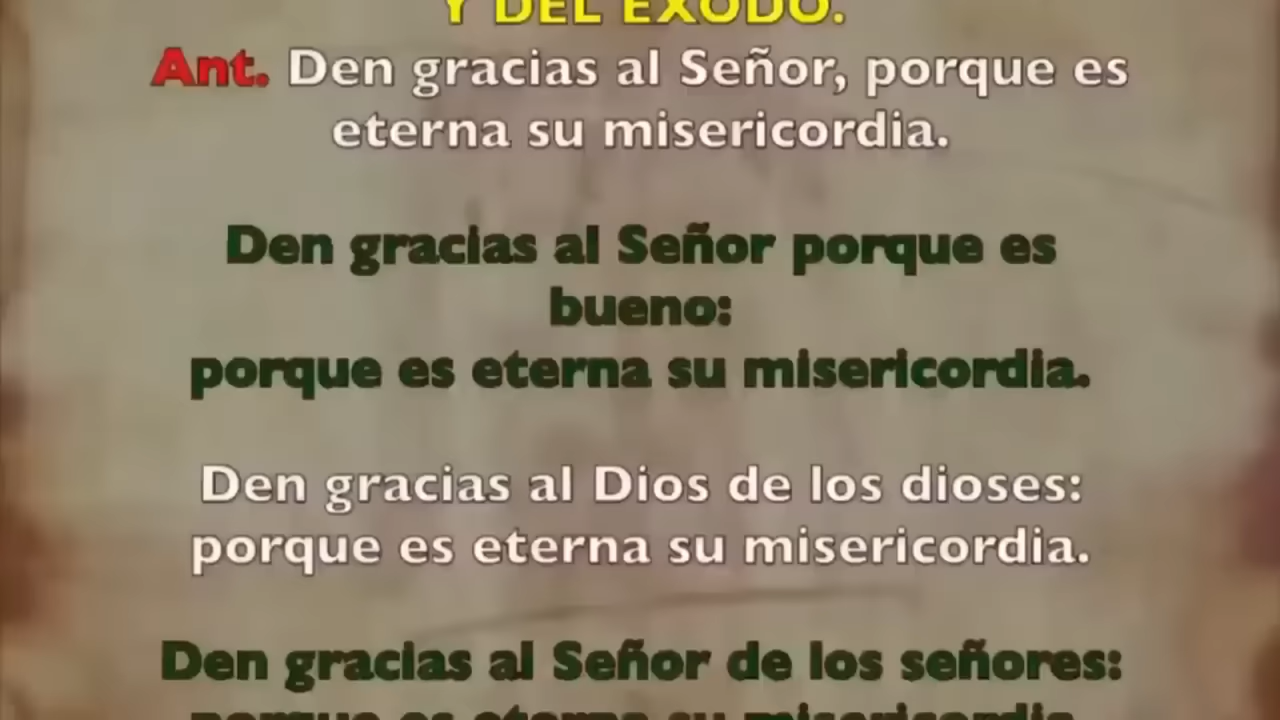 Y DEL EXODO.
Ant. Den gracias al Señor, porque es
eterna su misericordia.
Den gracias al Señor porque es
bueno:
porque es eterna su misericordia.
Den gracias al Dios de los dioses:
porque es eterna su misericordia.
Den gracias al Señor de los señores:
porque es eterna su misericordia.